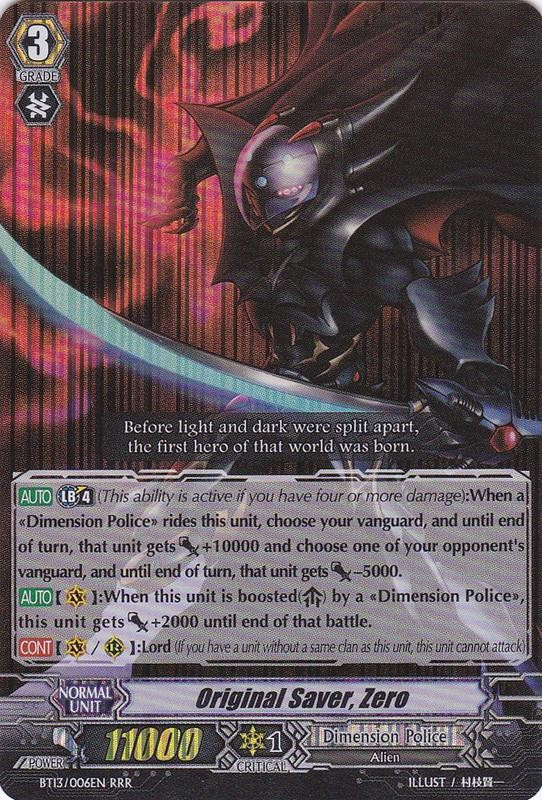 3
GRADE
Before light and dark were split apart,
the first hero of that world was born.
AUTO LB4 (This ability is active if you have four or more damage):When a
«Dimension Police» rides this unit, choose your vanguard, and until end
of turn, that unit gets +10000 and choose one of your opponent's
vanguard, and until end of turn, that unit gets -5000.
AUTO【 】:When this unit is boosted( ) by a «Dimension Police»,
this unit gets +2000 until end of that battle.
CONT【 / 】:Lord (If you have a unit without a same clan as this unit, this unit cannot attack)
NORMAL
UNIT
Original Saver, Zero
POWER
11000
1
CRITICAL
Dimension Police
Alien
BT13/006EN RRR
ILLUST / 村枝賢一